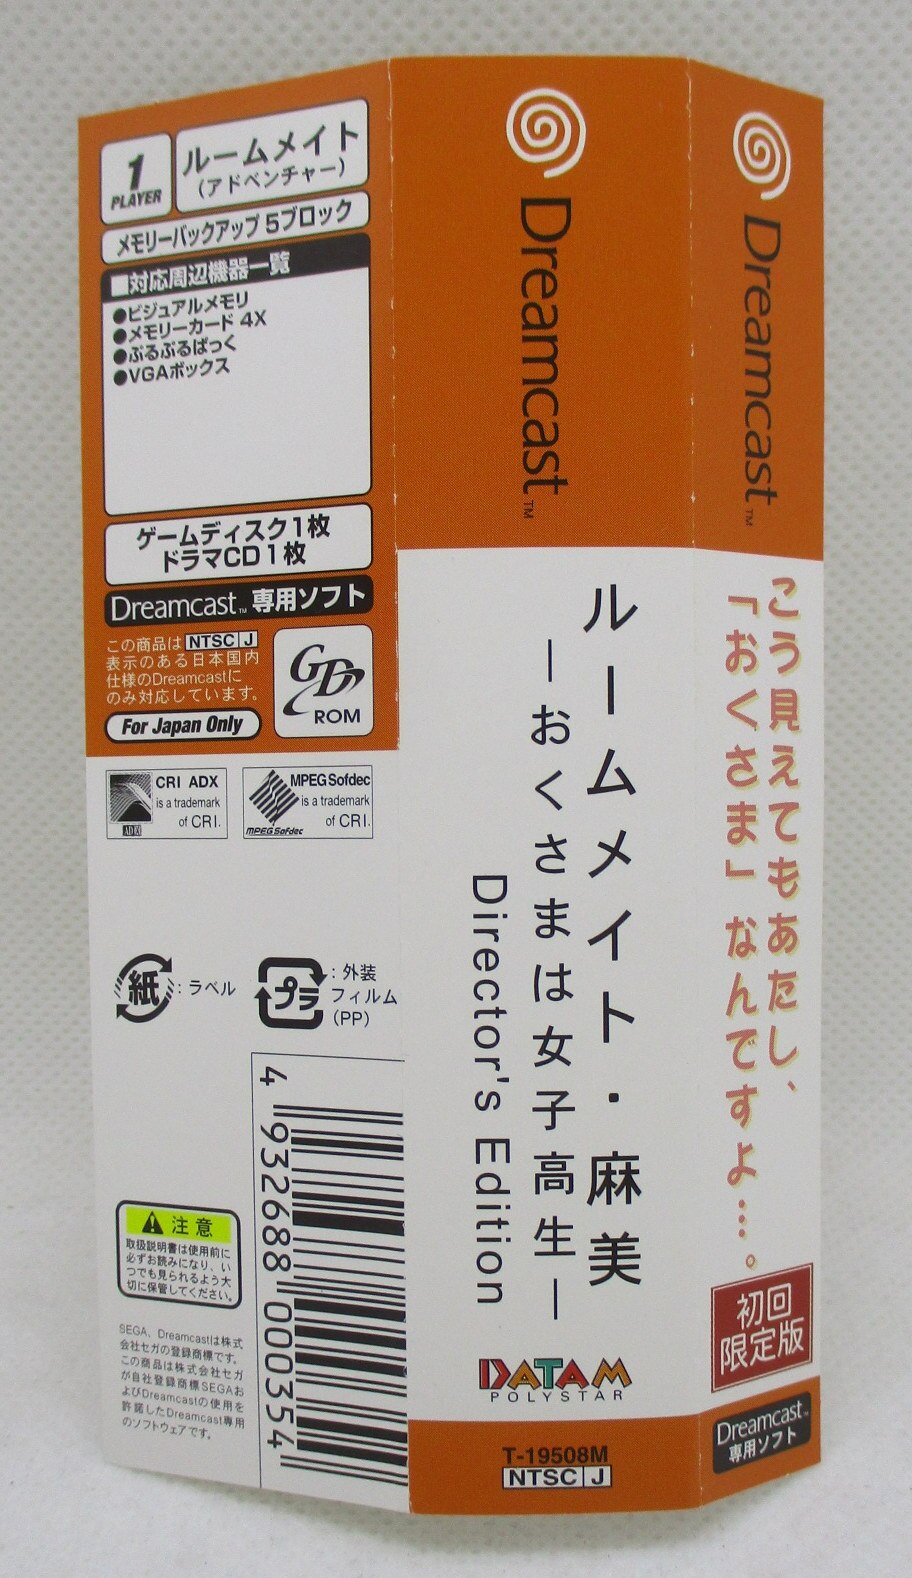 1
PLAYER
ルームメイト
(アドベンチャー)
メモリーバックアップ 5ブロック
■対応周辺機器一覧
●ビジュアルメモリ
●メモリーカード 4X
●ぷるぷるぱっく
●VGAボックス
ゲームディスク1枚
ドラマCD1枚
Dreamcast™ 専用ソフト
この商品は NTSC J
表示のある日本国内
仕様のDreamcastに
のみ対応しています。
For Japan Only
GD
ROM
CRI ADX
is a trademark
of CRI.
ADX
MPEG Sofdec
is a trademark
of CRI.
MPEG Sofdec
紙
:ラベル
プラ
:外装
フィルム
(PP)
4 932688 000354
注意
取扱説明書は使用前に
必ずお読みになり、い
つでも見られるよう大
切に保管してください。
SEGA、Dreamcastは株式
会社セガの登録商標です。
この商品は株式会社セガ
が自社登録商標SEGAお
よびDreamcastの使用を
許諾したDreamcast専用
のソフトウェアです。
Dreamcast™
ルームメイト・麻美
―おくさまは女子高生―
Director's Edition
DATAM
POLYSTAR
T-19508M
NTSC J
Dreamcast™
こう見えてもあたし、
「おくさま」なんですよ…。
初回
限定版
Dreamcast™
専用ソフト